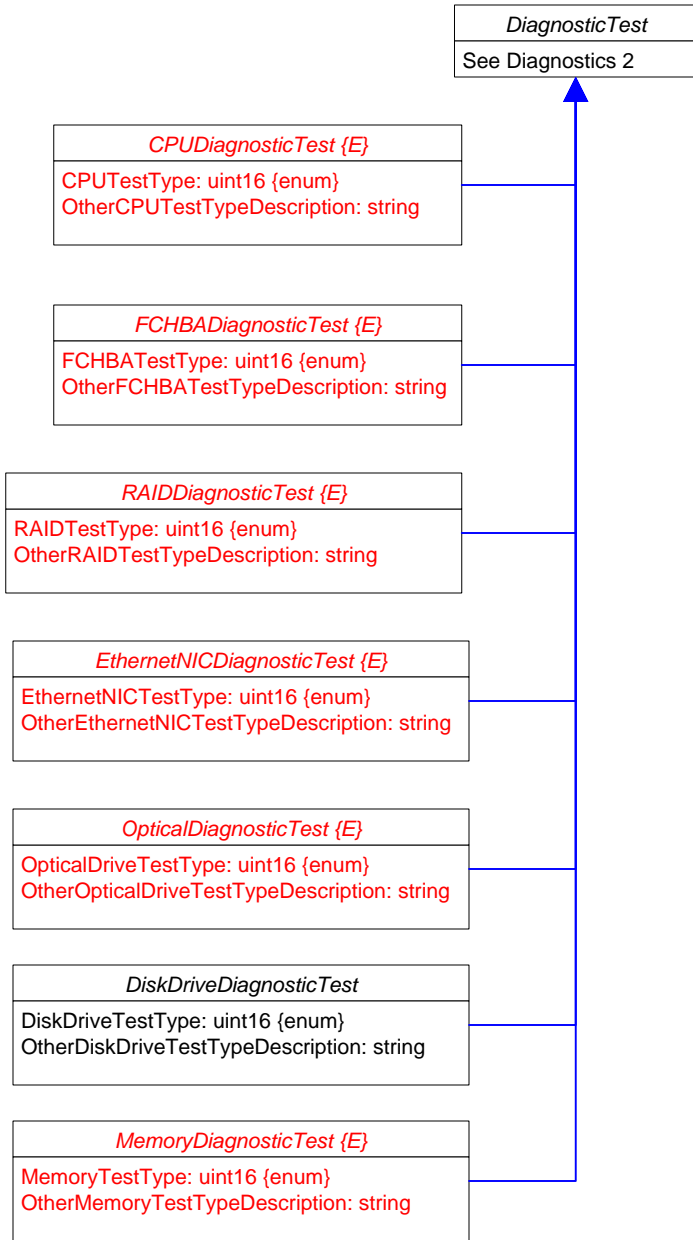 DiagnosticTest
See Diagnostics 2
CPUDiagnosticTest {E}
CPUTestType: uint16 {enum}
OtherCPUTestTypeDescription: string
FCHBADiagnosticTest {E}
FCHBATestType: uint16 {enum}
OtherFCHBATestTypeDescription: string
RAIDDiagnosticTest {E}
RAIDTestType: uint16 {enum}
OtherRAIDTestTypeDescription: string
EthernetNICDiagnosticTest {E}
EthernetNICTestType: uint16 {enum}
OtherEthernetNICTestTypeDescription: string
OpticalDiagnosticTest {E}
OpticalDriveTestType: uint16 {enum}
OtherOpticalDriveTestTypeDescription: string
DiskDriveDiagnosticTest
DiskDriveTestType: uint16 {enum}
OtherDiskDriveTestTypeDescription: string
MemoryDiagnosticTest {E}
MemoryTestType: uint16 {enum}
OtherMemoryTestTypeDescription: string